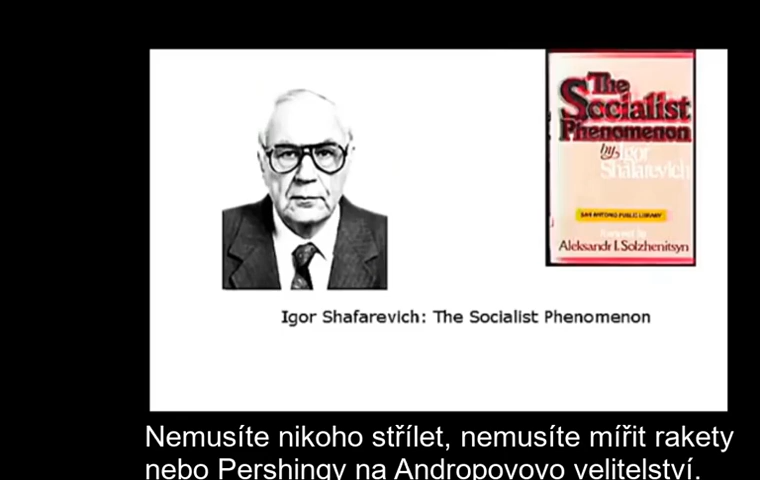 The
Socialist
Phenomenon
by Igor
Shafarevich
SAN ANTONIO PUBLIC LIBRARY
Foreword by
Aleksandr I. Solzhenitsyn
Igor Shafarevich: The Socialist Phenomenon
Nemusíte nikoho střílet, nemusíte mířit rakety
nebo Pershingy na Andropovovo velitelství.